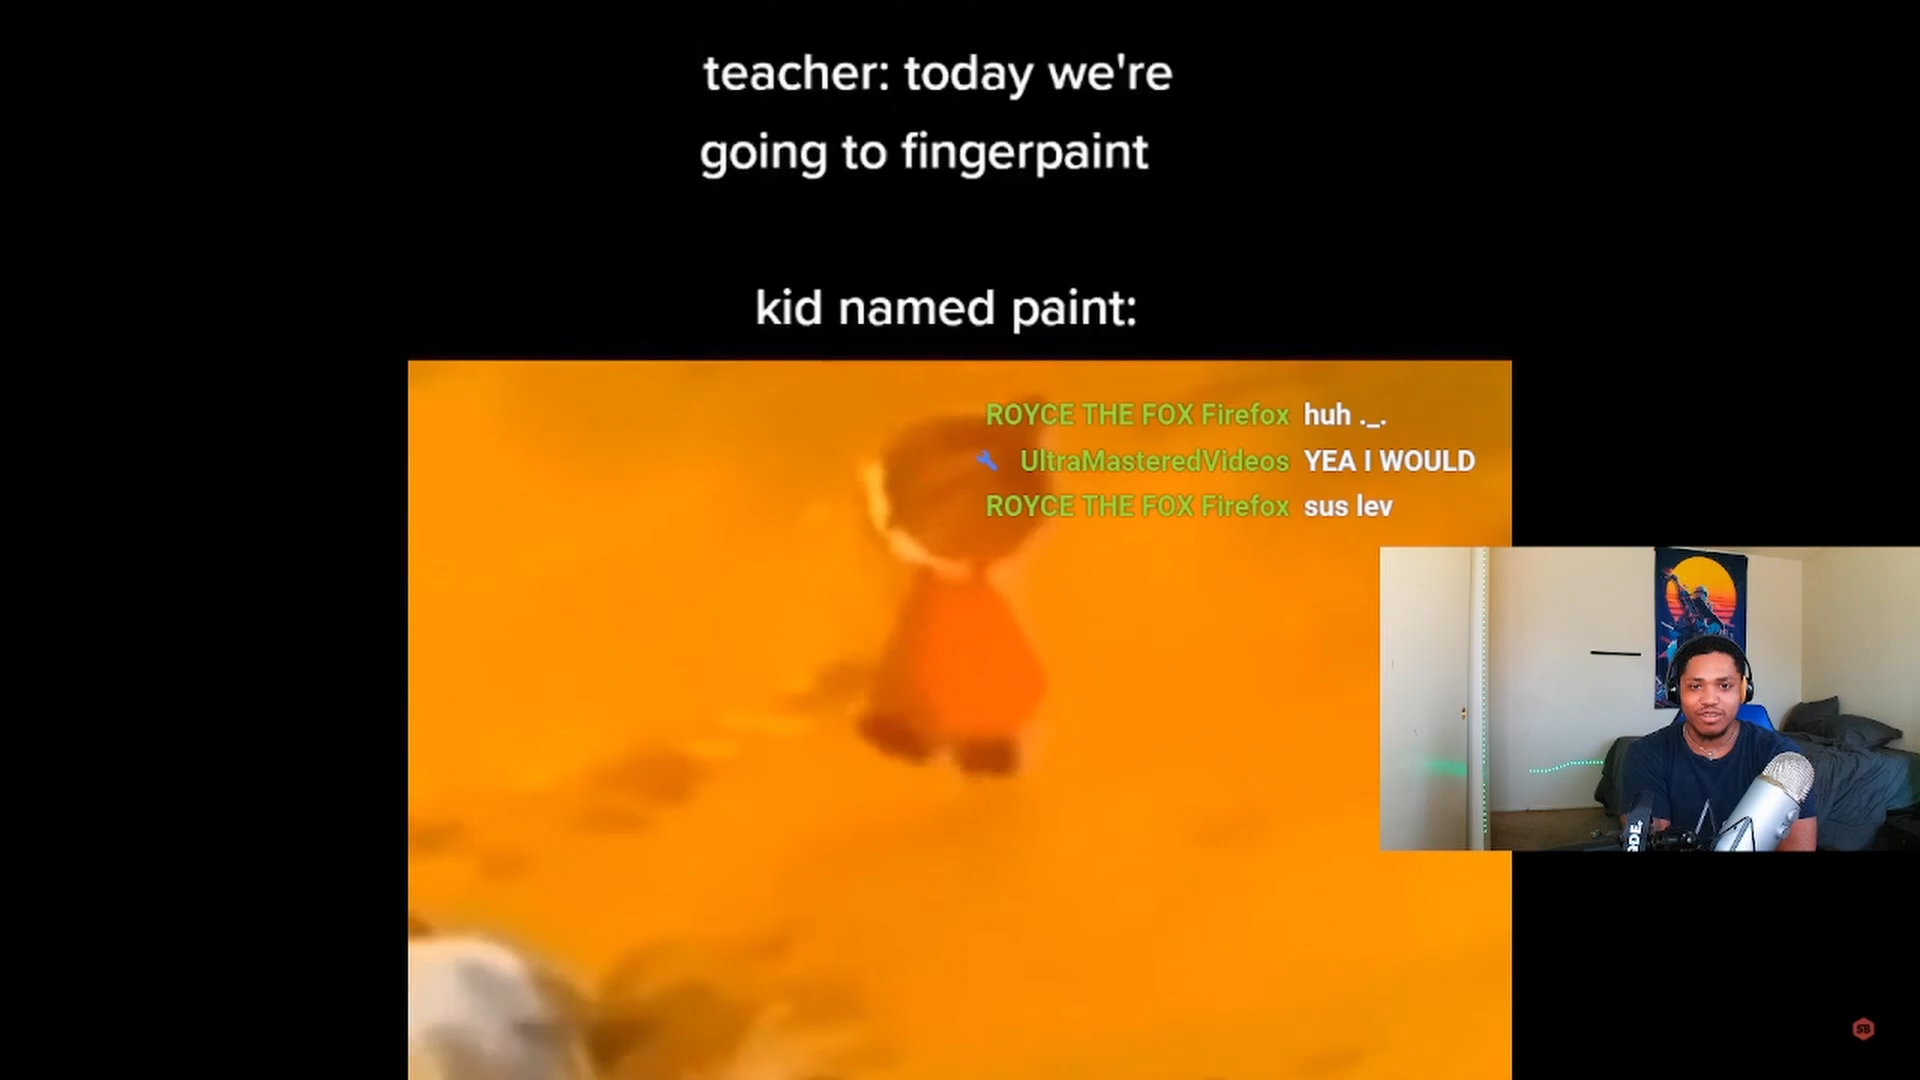 teacher: today we're
going to fingerpaint
kid named paint:
ROYCE THE FOX Firefox huh ._.
UltraMasteredVideos YEA I WOULD
ROYCE THE FOX Firefox sus lev
SB